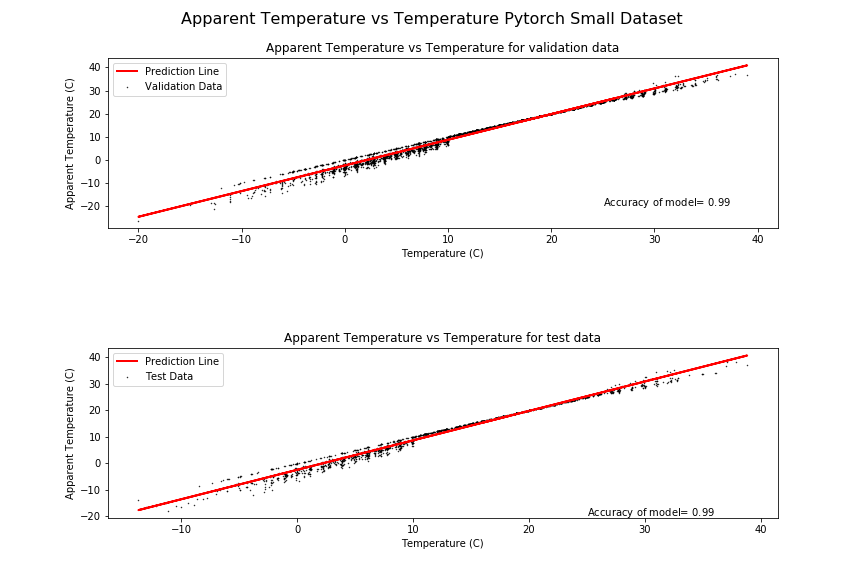 Apparent Temperature vs Temperature Pytorch Small Dataset
Apparent Temperature vs Temperature for validation data
Prediction Line
Validation Data
Apparent Temperature (C)
40
30
20
10
0
−10
−20
Accuracy of model= 0.99
−20 −10 0 10 20 30 40
Temperature (C)
Apparent Temperature vs Temperature for test data
Prediction Line
Test Data
Apparent Temperature (C)
40
30
20
10
0
−10
−20
Accuracy of model= 0.99
−10 0 10 20 30 40
Temperature (C)